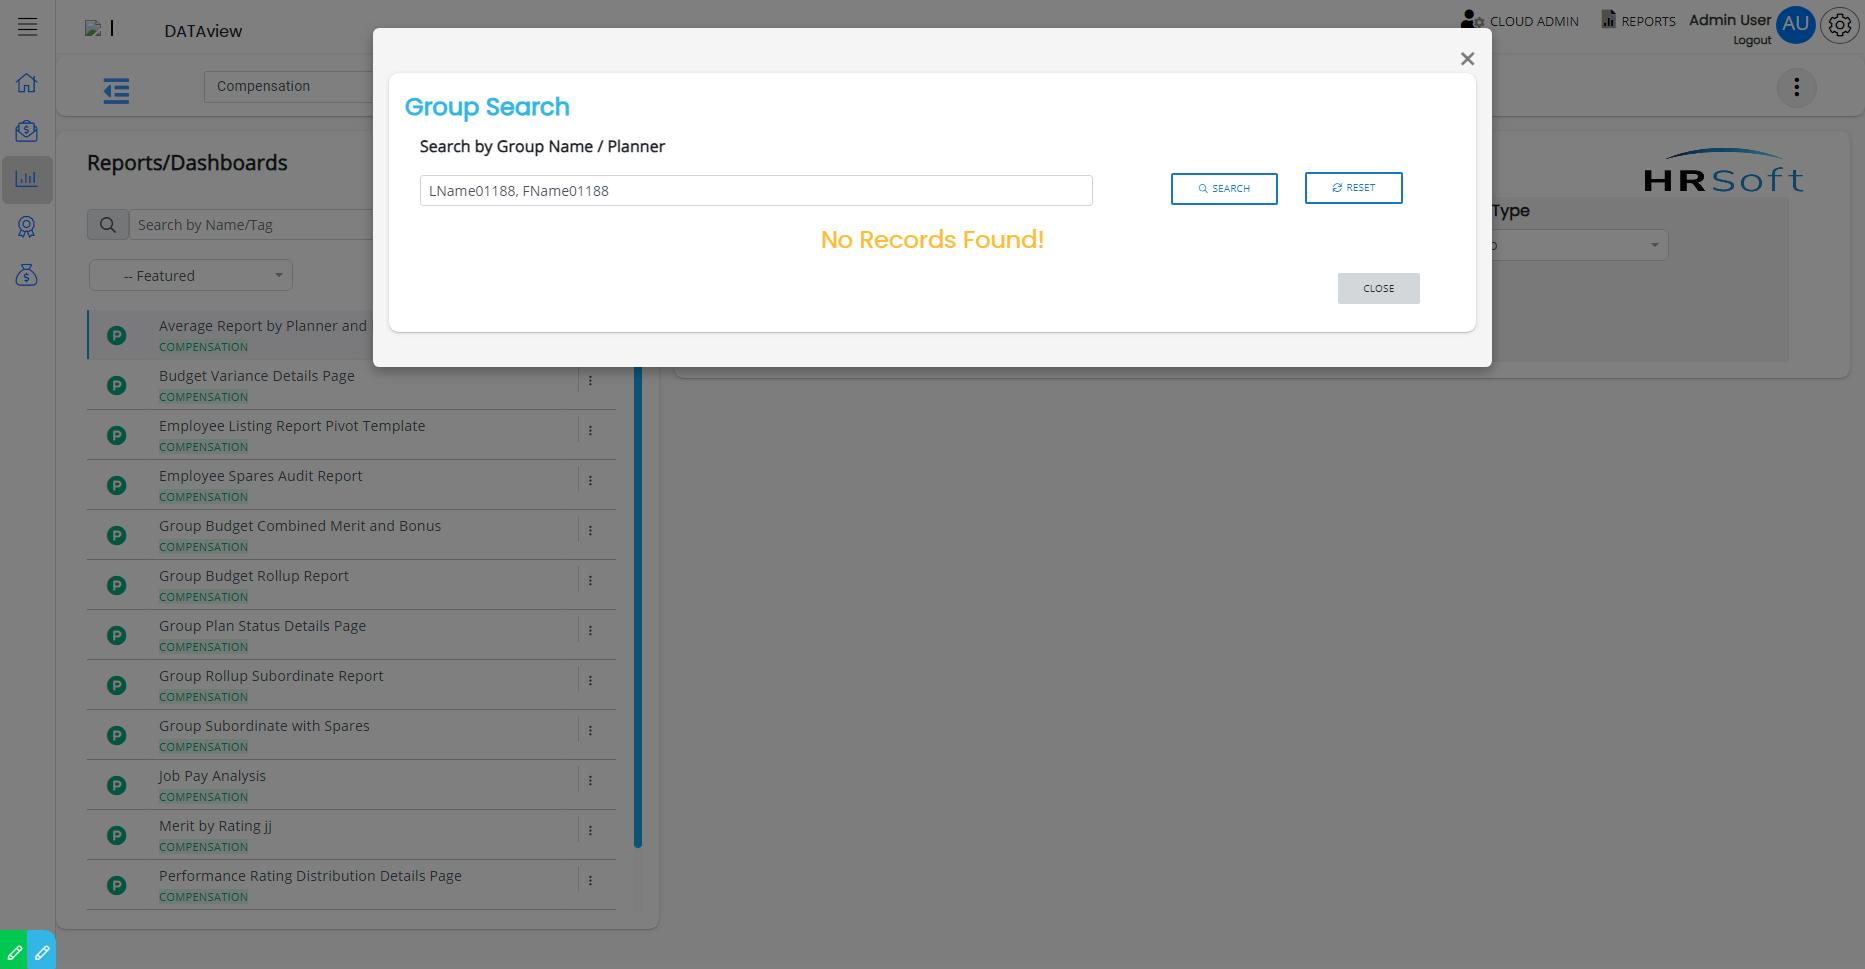 DATAview
CLOUD ADMIN
REPORTS
Admin User
Logout
AU
Compensation
Group Search
Search by Group Name / Planner
LName01188, FName01188
SEARCH
RESET
No Records Found!
CLOSE
Reports/Dashboards
HRSoft
Type
Search by Name/Tag
-- Featured
P
Average Report by Planner and
COMPENSATION
P
Budget Variance Details Page
COMPENSATION
P
Employee Listing Report Pivot Template
COMPENSATION
P
Employee Spares Audit Report
COMPENSATION
P
Group Budget Combined Merit and Bonus
COMPENSATION
P
Group Budget Rollup Report
COMPENSATION
P
Group Plan Status Details Page
COMPENSATION
P
Group Rollup Subordinate Report
COMPENSATION
P
Group Subordinate with Spares
COMPENSATION
P
Job Pay Analysis
COMPENSATION
P
Merit by Rating jj
COMPENSATION
P
Performance Rating Distribution Details Page
COMPENSATION